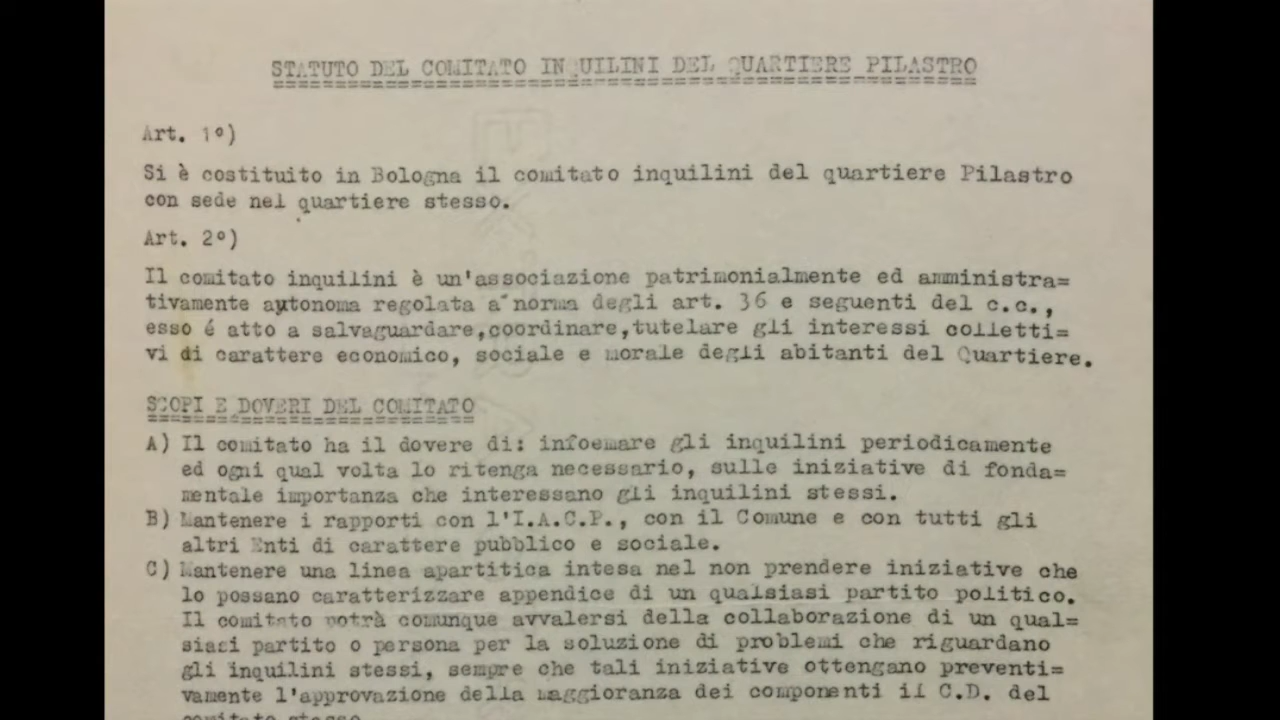 STATUTO DEL COMITATO INQUILINI DEL QUARTIERE PILASTRO
Art. 1°)
Si è costituito in Bologna il comitato inquilini del quartiere Pilastro
con sede nel quartiere stesso.
Art. 2°)
Il comitato inquilini è un'associazione patrimonialmente ed amministra=
tivamente autonoma regolata a norma degli art. 36 e seguenti del c.c.,
esso é atto a salvaguardare,coordinare,tutelare gli interessi colletti=
vi di carattere economico, sociale e morale degli abitanti del Quartiere.
SCOPI E DOVERI DEL COMITATO
A) Il comitato ha il dovere di: infoemare gli inquilini periodicamente
ed ogni qual volta lo ritenga necessario, sulle iniziative di fonda=
mentale importanza che interessano gli inquilini stessi.
B) Mantenere i rapporti con l'I.A.C.P., con il Comune e con tutti gli
altri Enti di carattere pubblico e sociale.
C) Mantenere una linea apartitica intesa nel non prendere iniziative che
lo possano caratterizzare appendice di un qualsiasi partito politico.
Il comitato potrà comunque avvalersi della collaborazione di un qual=
siasi partito o persona per la soluzione di problemi che riguardano
gli inquilini stessi, sempre che tali iniziative ottengano preventi=
vamente l'approvazione della maggioranza dei componenti il C.D. del
comitato stesso